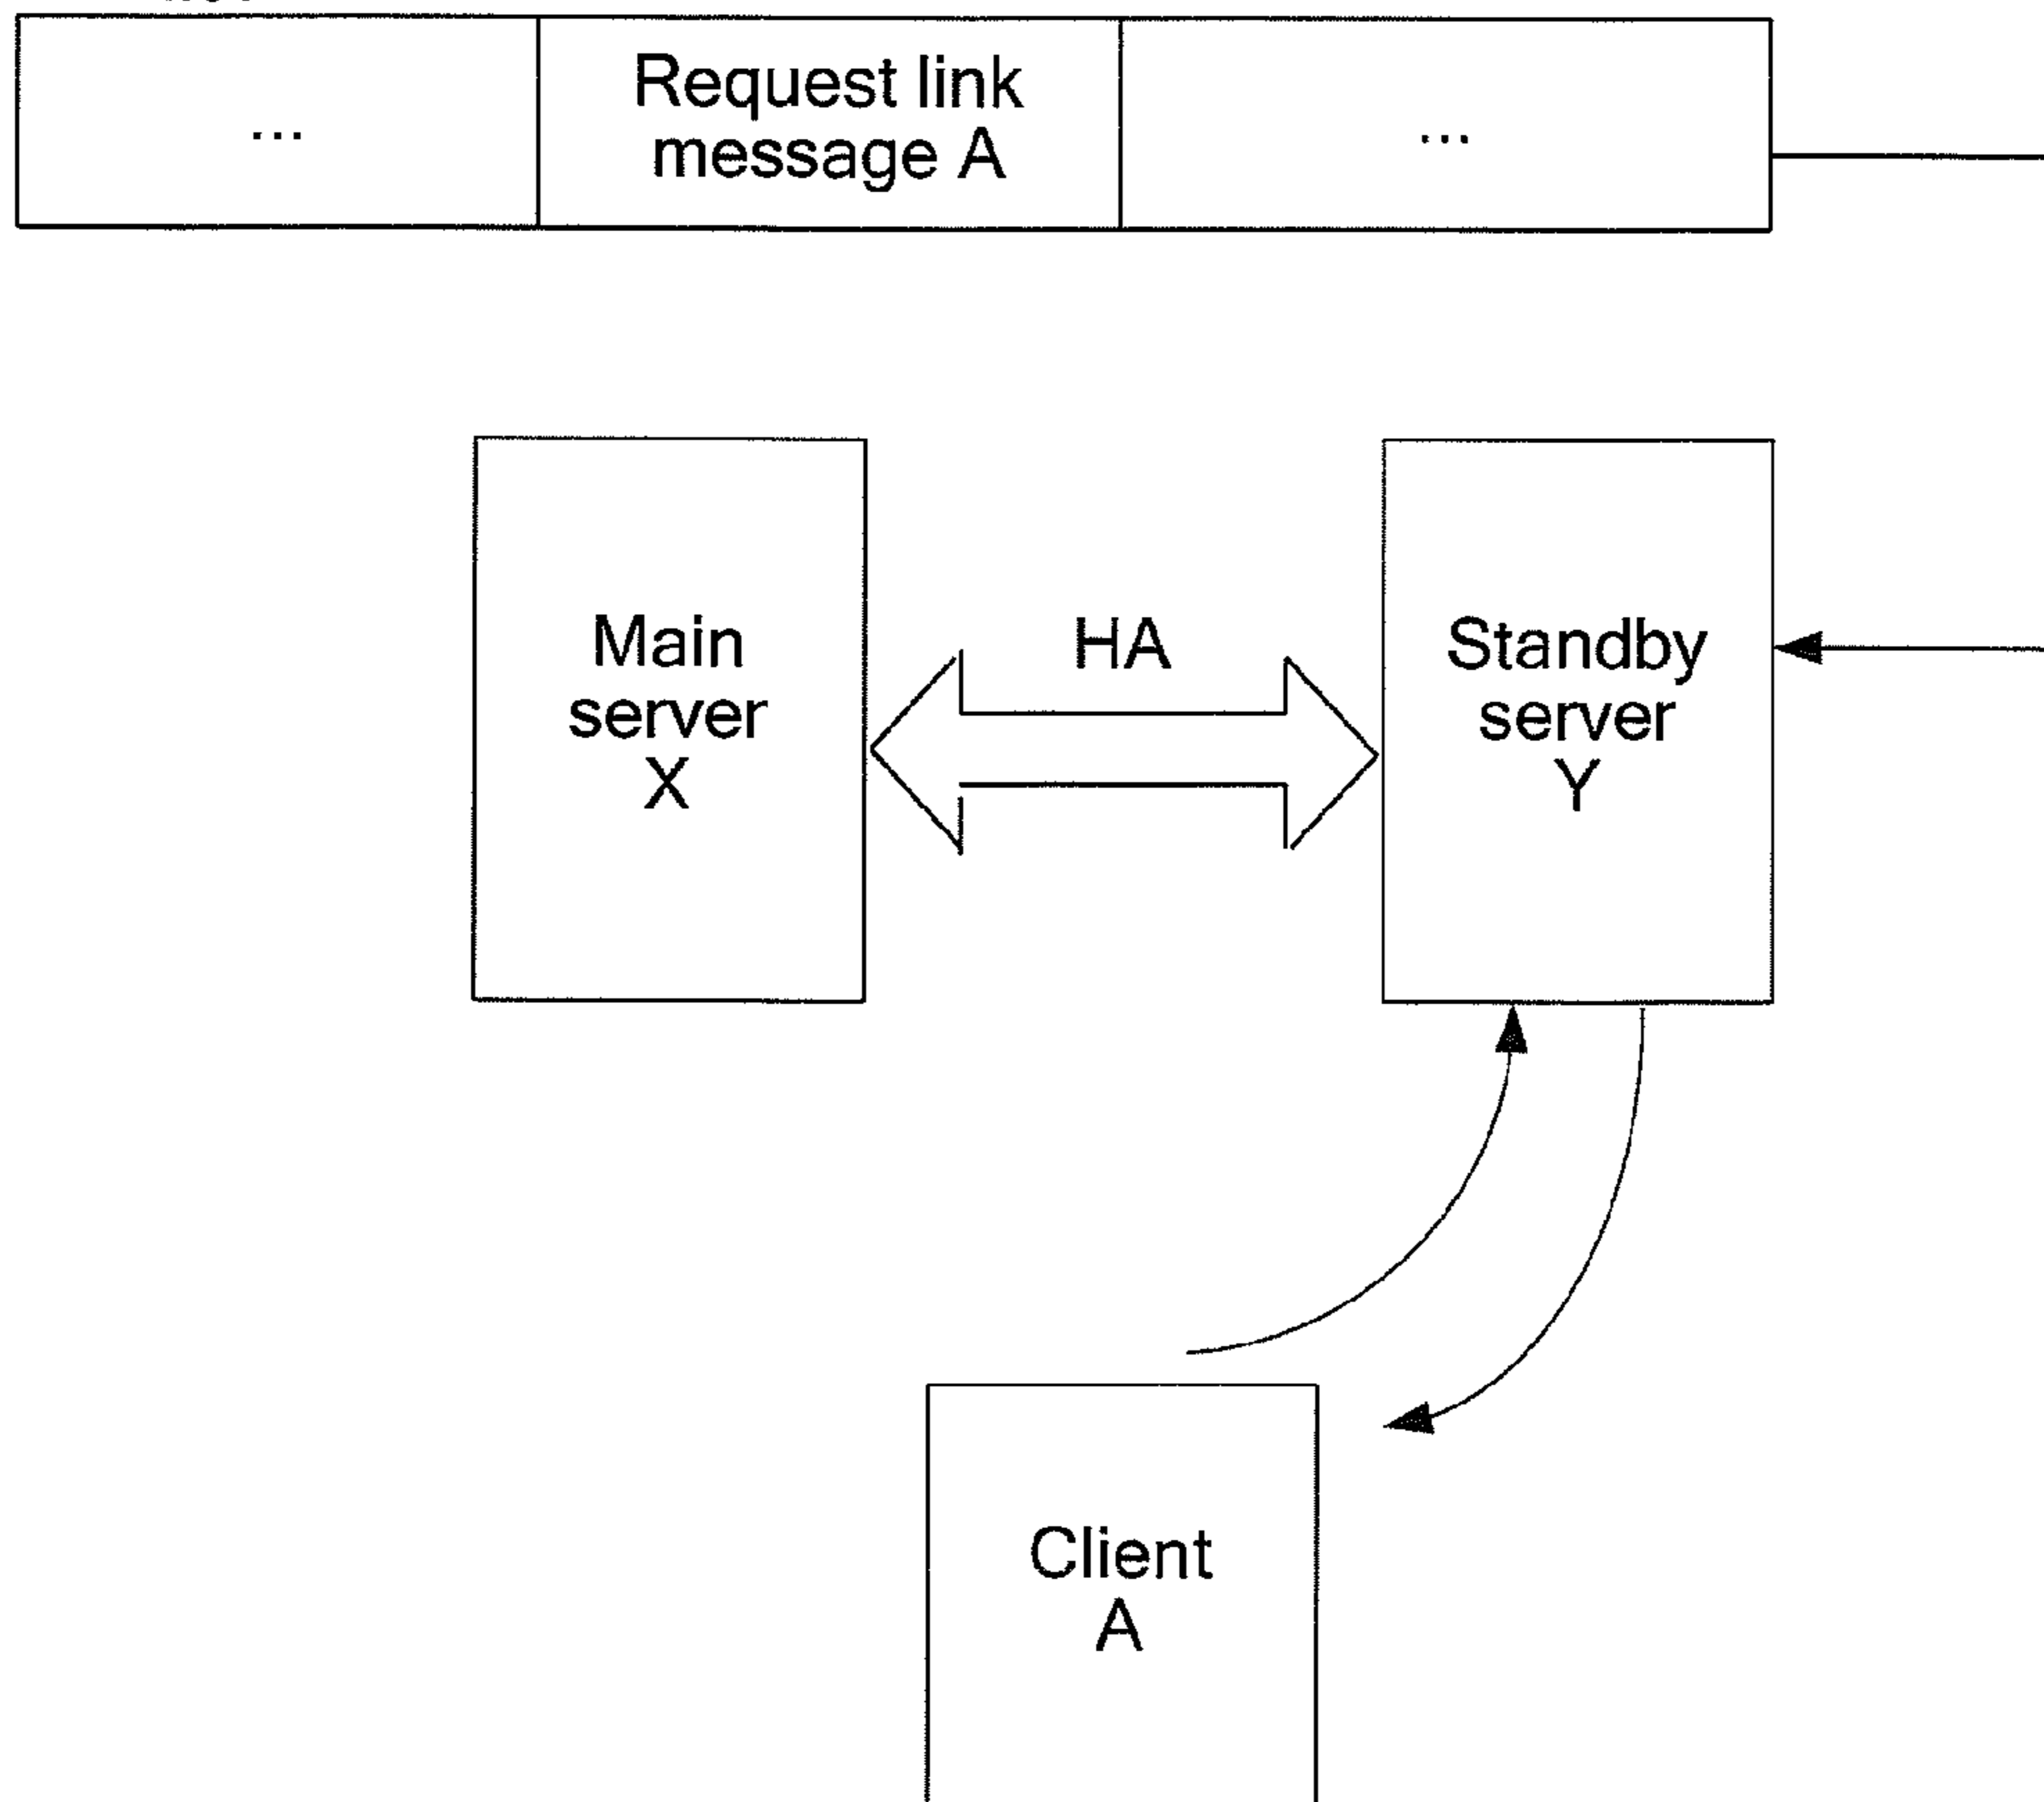 Request link
message A
...
...
Main
server
X
HA
Standby
server
Y
Client
A